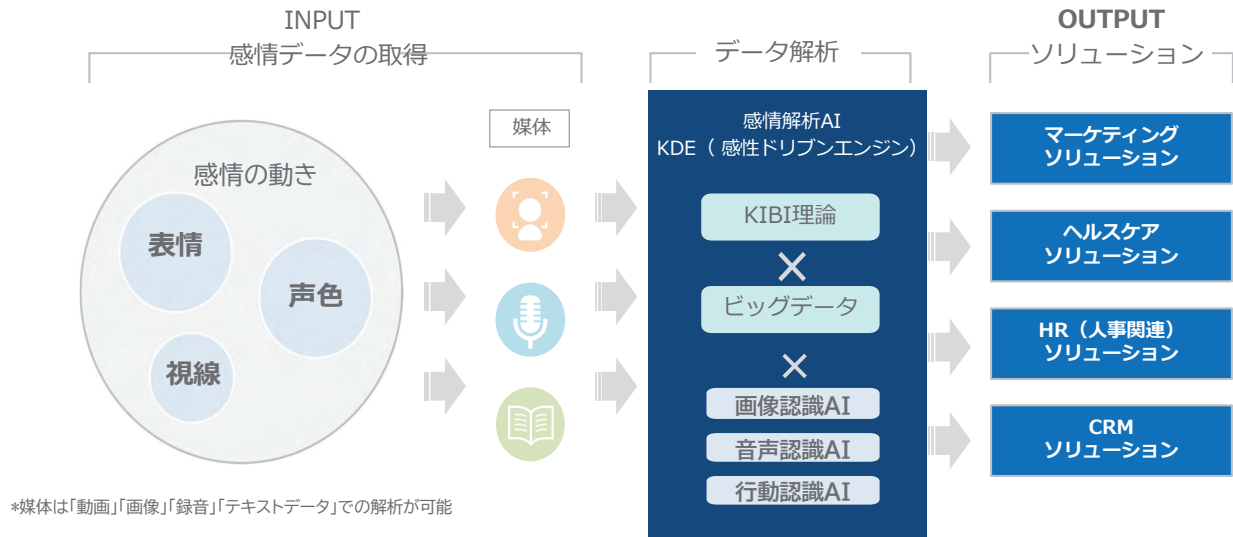 INPUT
感情データの取得
データ解析
OUTPUT
ソリューション
感情の動き
表情
声色
視線
媒体
感情解析AI
KDE（ 感性ドリブンエンジン）
KIBI理論
×
ビッグデータ
×
画像認識AI
音声認識AI
行動認識AI
マーケティング
ソリューション
ヘルスケア
ソリューション
HR（人事関連）
ソリューション
CRM
ソリューション
*媒体は「動画」「画像」「録音」「テキストデータ」での解析が可能